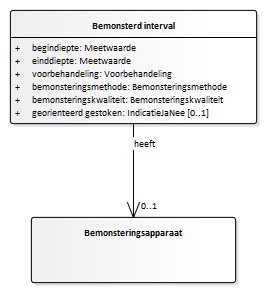 Bemonsterd interval
+ begindiepte: Meetwaarde
+ einddiepte: Meetwaarde
+ voorbehandeling: Voorbehandeling
+ bemonsteringsmethode: Bemonsteringsmethode
+ bemonsteringskwaliteit: Bemonsteringskwaliteit
+ georienteerd gestoken: IndicatieJaNee [0..1]
heeft
0..1
Bemonsteringsapparaat